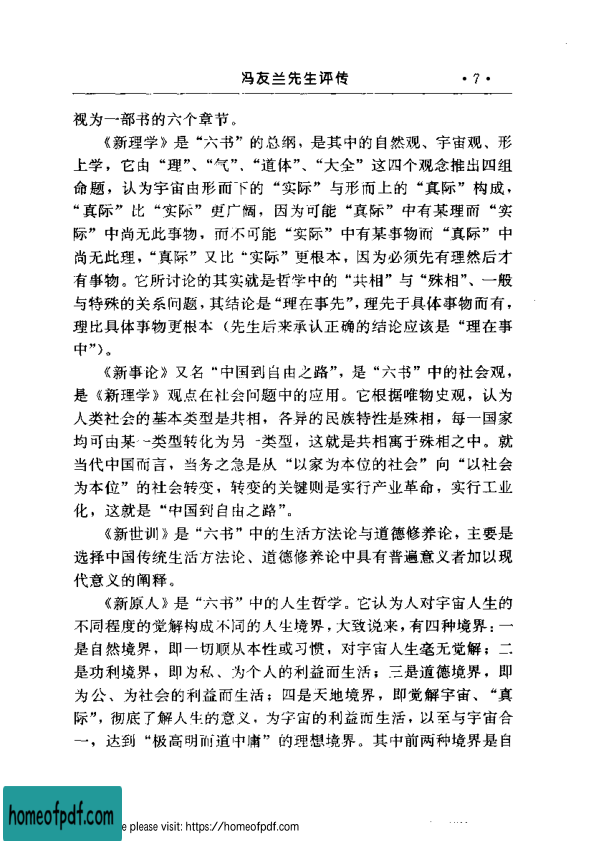 冯友兰先生评传 ·7·
视为一部书的六个章节。
《新理学》是“六书”的总纲，是其中的自然观、宇宙观、形
上学，它由“理”、“气”、“道体”、“大全”这四个观念推出四组
命题，认为宇宙由形而下的“实际”与形而上的“真际”构成，
“真际”比“实际”更广阔，因为可能“真际”中有某理而“实
际”中尚无此事物，而不可能“实际”中有某事物而“真际”中
尚无此理，“真际”又比“实际”更根本，因为必须先有理然后才
有事物。它所讨论的其实就是哲学中的“共相”与“殊相”、一般
与特殊的关系问题，其结论是“理在事先”，理先于具体事物而有，
理比具体事物更根本（先生后来承认正确的结论应该是“理在事
中”）。
《新事论》又名“中国到自由之路”，是“六书”中的社会观，
是《新理学》观点在社会问题中的应用。它根据唯物史观，认为
人类社会的基本类型是共相，各异的民族特性是殊相，每一国家
均可由某一类型转化为另一类型，这就是共相寓于殊相之中。就
当代中国而言，当务之急是从“以家为本位的社会”向“以社会
为本位”的社会转变，转变的关键则是实行产业革命，实行工业
化，这就是“中国到自由之路”。
《新世训》是“六书”中的生活方法论与道德修养论，主要是
选择中国传统生活方法论、道德修养论中具有普遍意义者加以现
代意义的阐释。
《新原人》是“六书”中的人生哲学。它认为人对宇宙人生的
不同程度的觉解构成不同的人生境界，大致说来，有四种境界：一
是自然境界，即一切顺从本性或习惯，对宇宙人生毫无觉解；二
是功利境界，即为私、为个人的利益而生活；三是道德境界，即
为公、为社会的利益而生活；四是天地境界，即觉解宇宙、“真
际”，彻底了解人生的意义，为宇宙的利益而生活，以至与宇宙合
一，达到“极高明而道中庸”的理想境界。其中前两种境界是自
homeofpdf.com
e please visit: https://homeofpdf.com